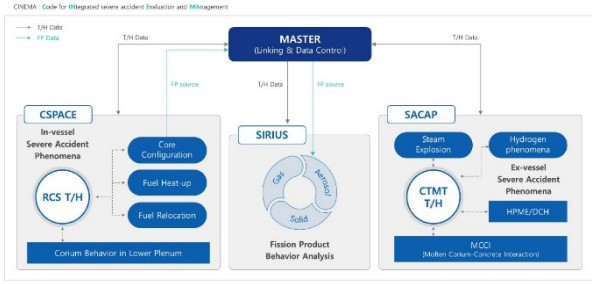 CINEMA : Code for INtegrated severe accident Evaluation and MAnagement
T/H Data
FP Data
MASTER
(Linking & Data Control)
T/H Data
T/H Data
FP source
T/H Data
FP source
CSPACE
In-vessel
Severe Accident
Phenomena
Core
Configuration
RCS T/H
Fuel Heat-up
Fuel Relocation
Corium Behavior in Lower Plenum
SIRIUS
Gas
Aerosol
Solid
Fission Product
Behavior Analysis
SACAP
Steam
Explosion
Hydrogen
phenomena
CTMT
T/H
Ex-vessel
Severe Accident
Phenomena
HPME/DCH
MCCI
(Molten Corium-Concrete Interaction)